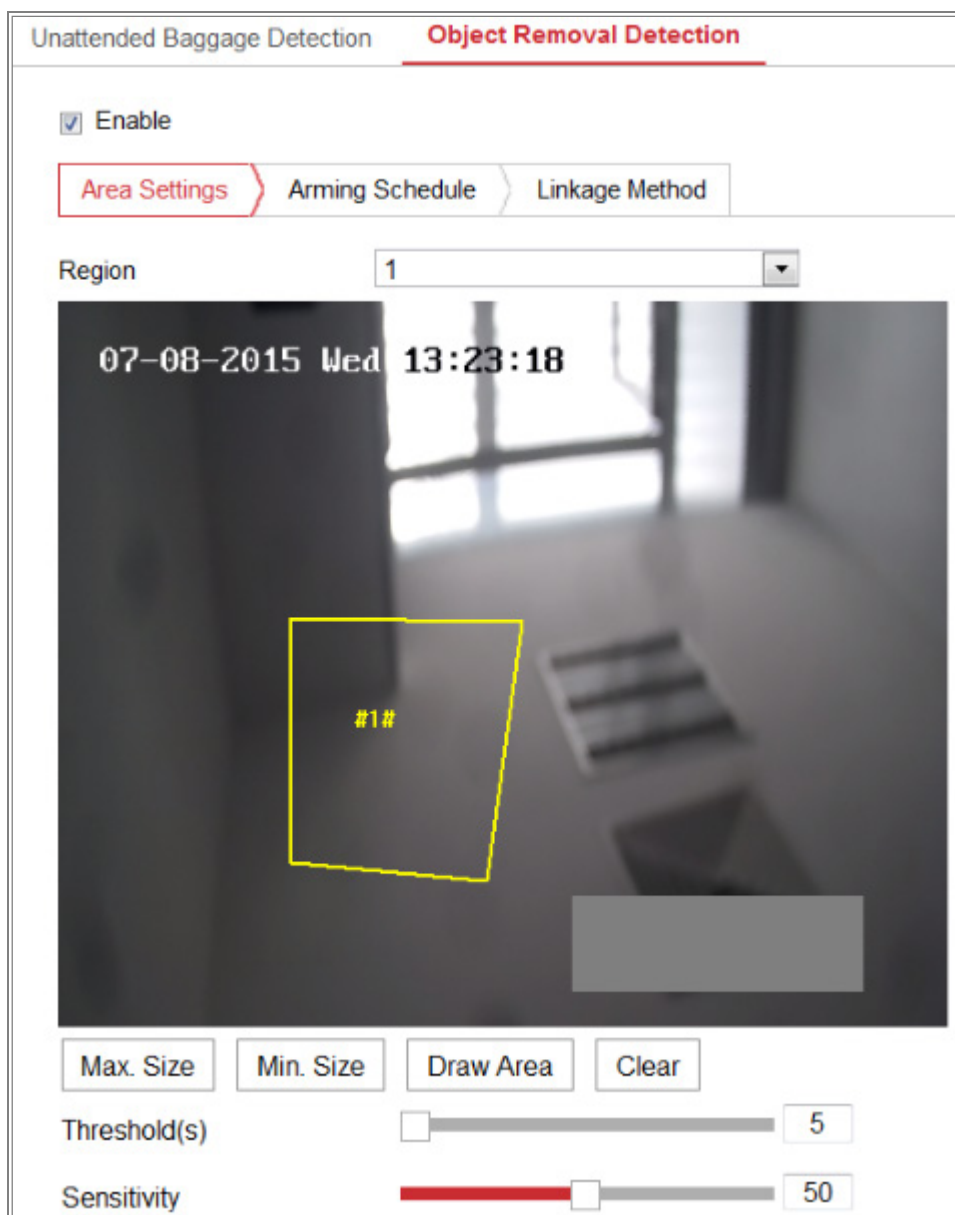 Unattended Baggage Detection Object Removal Detection
Enable
Area Settings Arming Schedule Linkage Method
Region 1
07-08-2015 Wed 13:23:18
#1#
Max. Size Min. Size Draw Area Clear
Threshold(s) 5
Sensitivity 50